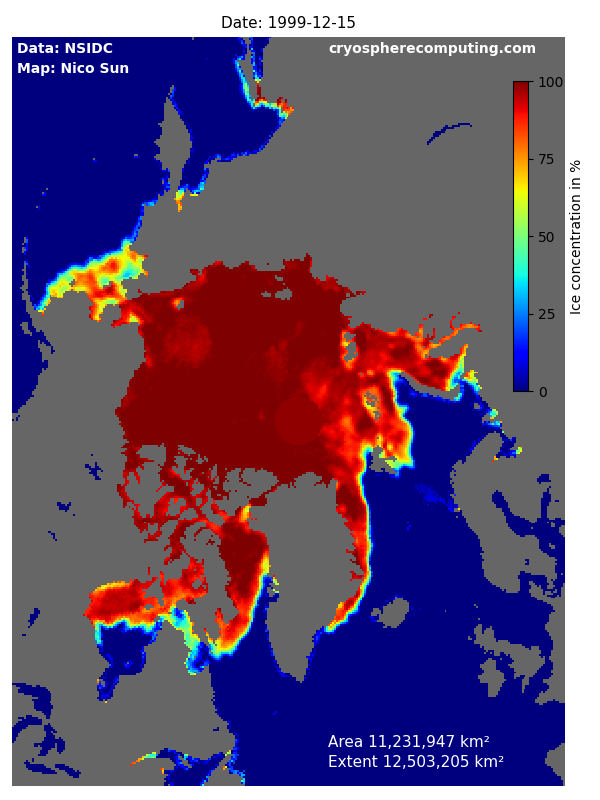 Date: 1999-12-15
Data: NSIDC
Map: Nico Sun
cryospherecomputing.com
100
75
50
25
0
Ice concentration in %
Area 11,231,947 km²
Extent 12,503,205 km²